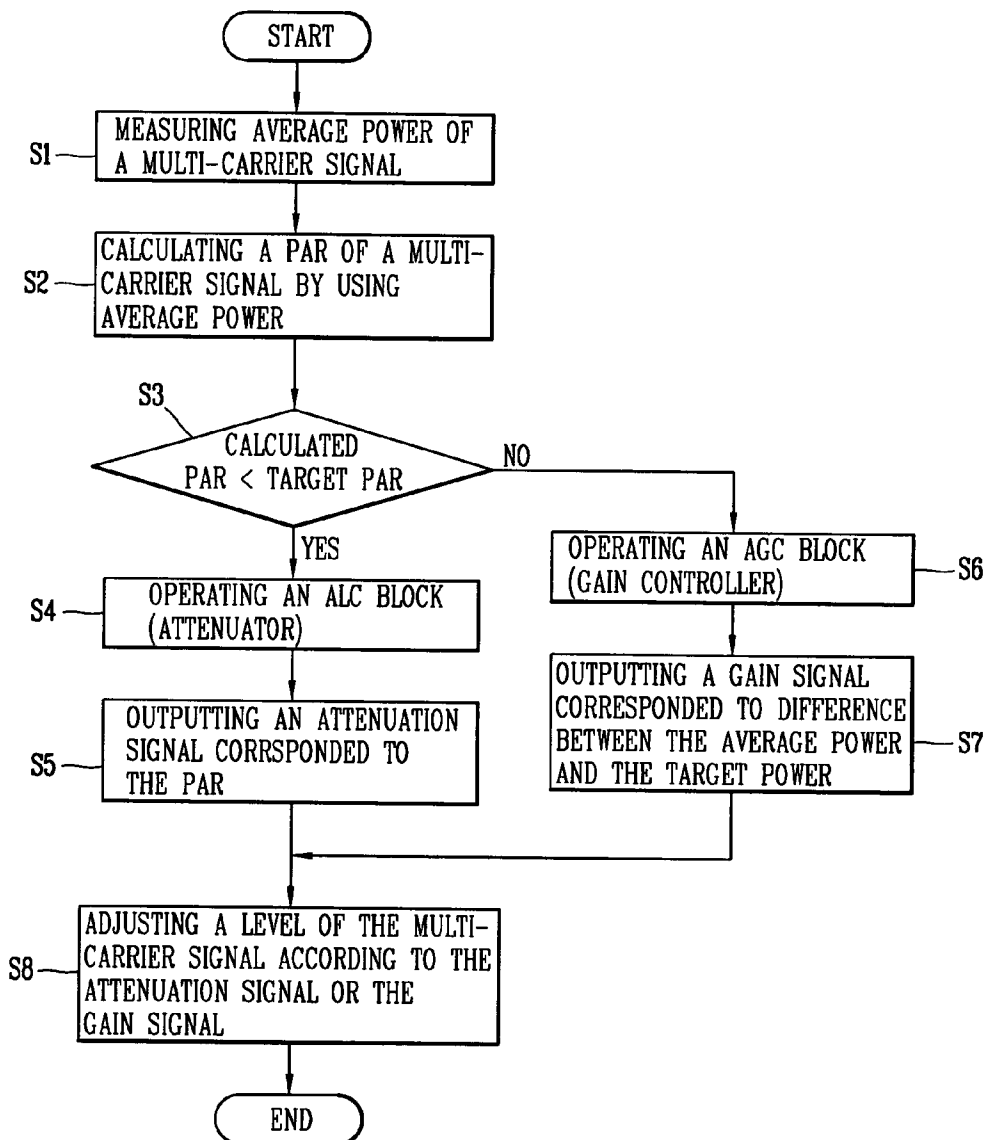 START
S1
MEASURING AVERAGE POWER OF
A MULTI-CARRIER SIGNAL
S2
CALCULATING A PAR OF A MULTI-
CARRIER SIGNAL BY USING
AVERAGE POWER
S3
CALCULATED
PAR < TARGET PAR
NO
YES
S4
OPERATING AN ALC BLOCK
(ATTENUATOR)
OPERATING AN AGC BLOCK
(GAIN CONTROLLER)
S6
S5
OUTPUTTING AN ATTENUATION
SIGNAL CORRSPONDED TO
THE PAR
OUTPUTTING A GAIN SIGNAL
CORRESPONDED TO DIFFERENCE
BETWEEN THE AVERAGE POWER
AND THE TARGET POWER
S7
S8
ADJUSTING A LEVEL OF THE MULTI-
CARRIER SIGNAL ACCORDING TO THE
ATTENUATION SIGNAL OR THE
GAIN SIGNAL
END